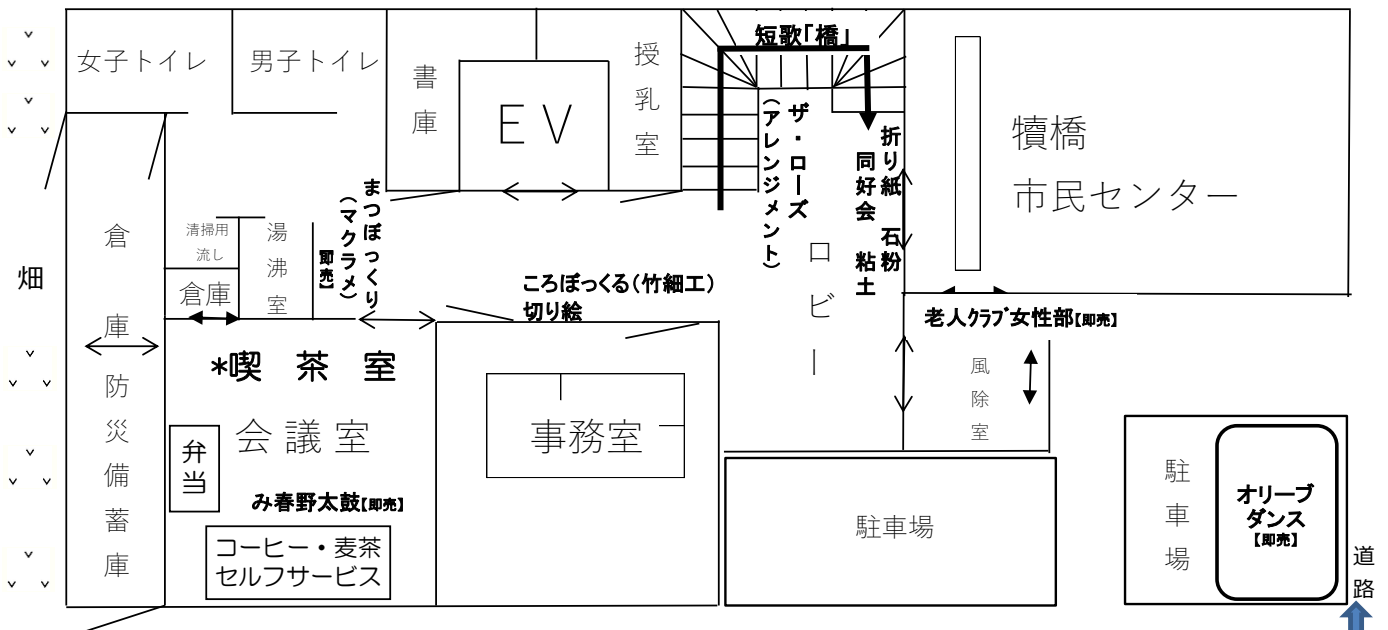 女子トイレ
男子トイレ
書庫
EV
授乳室
短歌「橋」
ザ・ローズ
(アレンジメント)
折り紙 石粉
同好会 粘土
ロビー
犢橋
市民センター
畑
倉庫
防災備蓄庫
清掃用
流し
倉庫
湯沸室
まつぼっくり
(マクラメ)
【即売】
ころぼっくる(竹細工)
切り絵
老人クラブ女性部【即売】
風除室
*喫茶室
会議室
弁当
み春野太鼓【即売】
コーヒー・麦茶
セルフサービス
事務室
駐車場
駐車場
オリーブ
ダンス
【即売】
道路